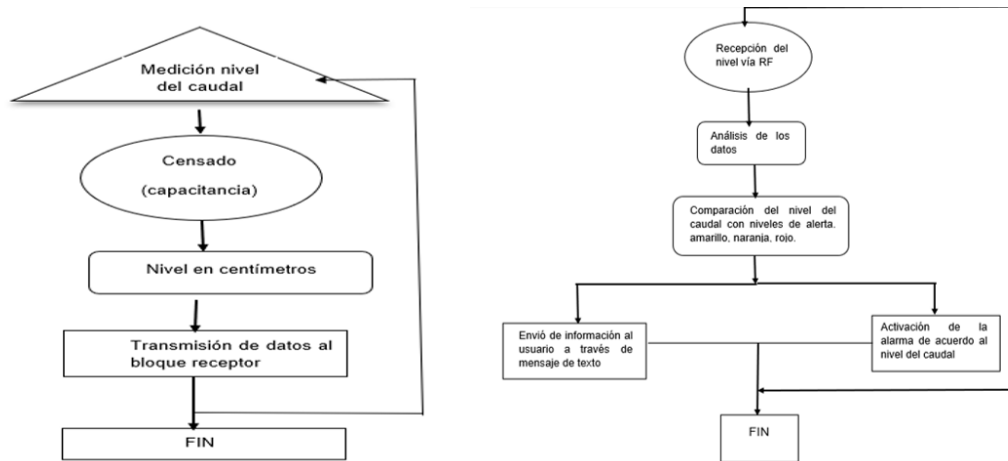 Medición nivel
del caudal
Censado
(capacitancia)
Nivel en centímetros
Transmisión de datos al
bloque receptor
FIN
Recepción del
nivel vía RF
Análisis de los
datos
Comparación del nivel del
caudal con niveles de alerta.
amarillo, naranja, rojo.
Envió de información al
usuario a través de
mensaje de texto
Activación de la
alarma de acuerdo al
nivel del caudal
FIN